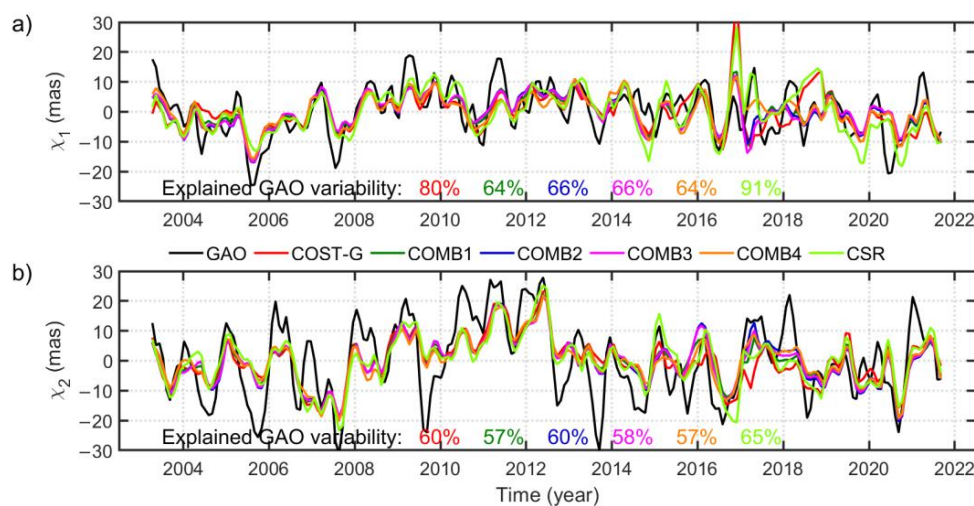 a)
χ1 (mas)
30
20
10
0
−10
−20
−30
Explained GAO variability: 80% 64% 66% 66% 64% 91%
2004 2006 2008 2010 2012 2014 2016 2018 2020 2022
GAO COST-G COMB1 COMB2 COMB3 COMB4 CSR
b)
χ2 (mas)
30
20
10
0
−10
−20
−30
Explained GAO variability: 60% 57% 60% 58% 57% 65%
2004 2006 2008 2010 2012 2014 2016 2018 2020 2022
Time (year)